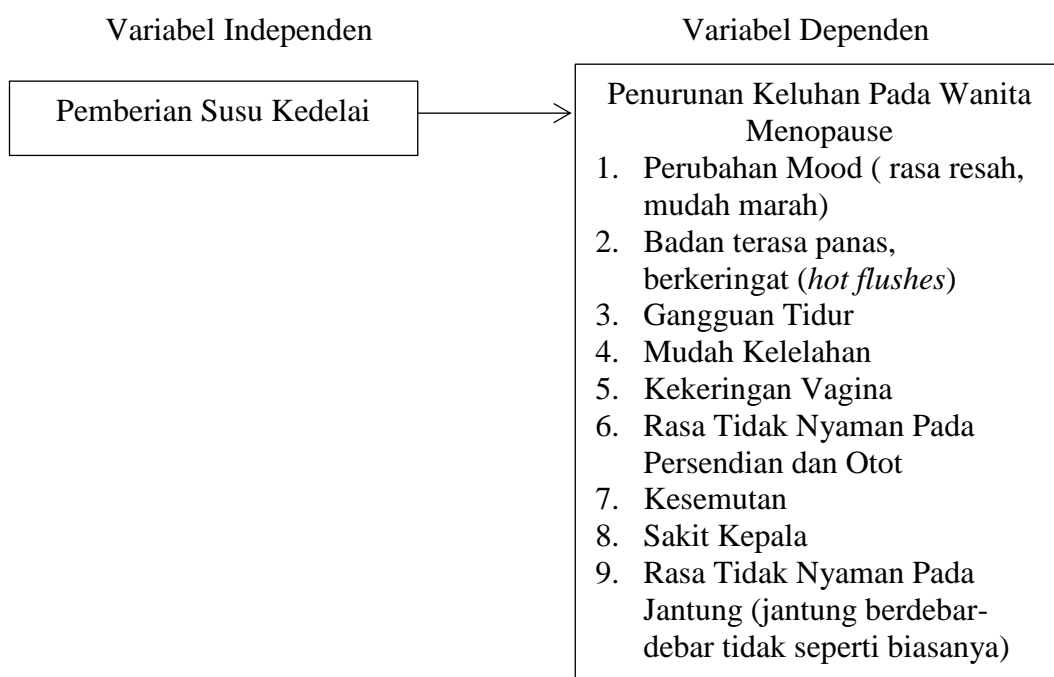 Variabel Independen
Variabel Dependen
Pemberian Susu Kedelai
Penurunan Keluhan Pada Wanita
Menopause
1. Perubahan Mood ( rasa resah,
mudah marah)
2. Badan terasa panas,
berkeringat (hot flushes)
3. Gangguan Tidur
4. Mudah Kelelahan
5. Kekeringan Vagina
6. Rasa Tidak Nyaman Pada
Persendian dan Otot
7. Kesemutan
8. Sakit Kepala
9. Rasa Tidak Nyaman Pada
Jantung (jantung berdebar-
debar tidak seperti biasanya)